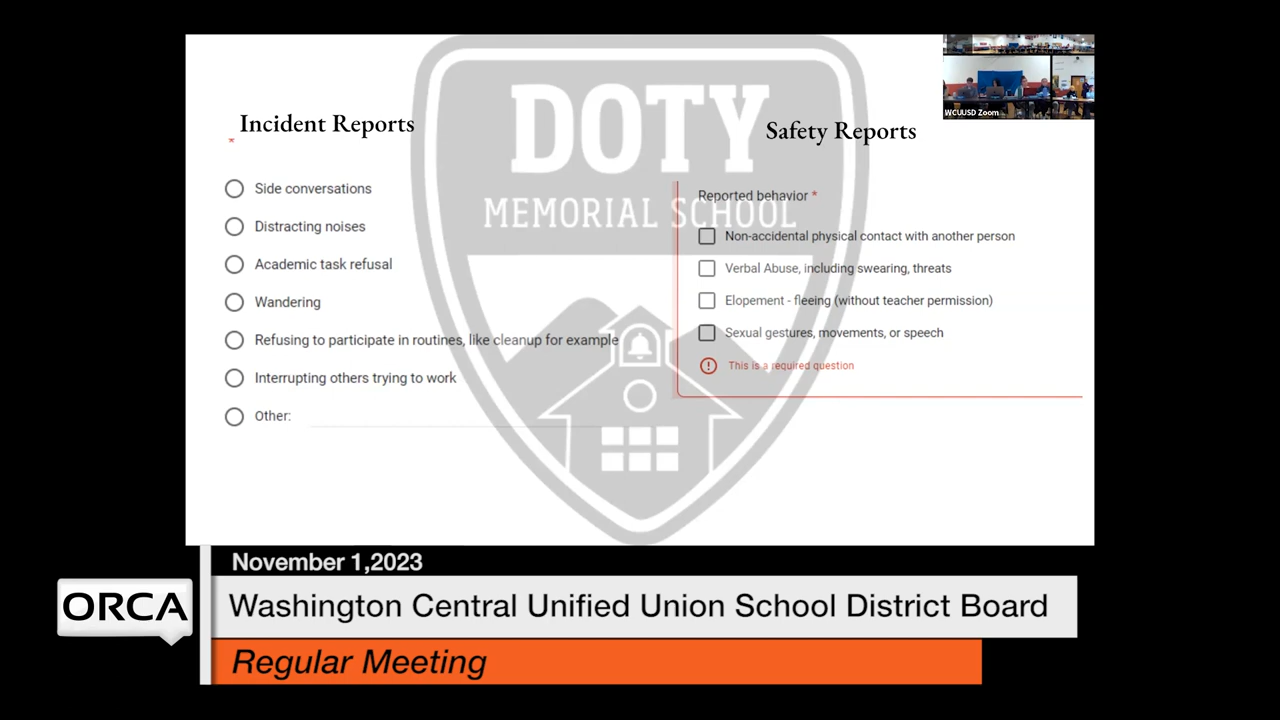 DOTY
MEMORIAL SCHOOL
Incident Reports
*
Side conversations
Distracting noises
Academic task refusal
Wandering
Refusing to participate in routines, like cleanup for example
Interrupting others trying to work
Other:
Safety Reports
Reported behavior *
Non-accidental physical contact with another person
Verbal Abuse, including swearing, threats
Elopement - fleeing (without teacher permission)
Sexual gestures, movements, or speech
This is a required question
WCUUSD Zoom
November 1,2023
ORCA
Washington Central Unified Union School District Board
Regular Meeting